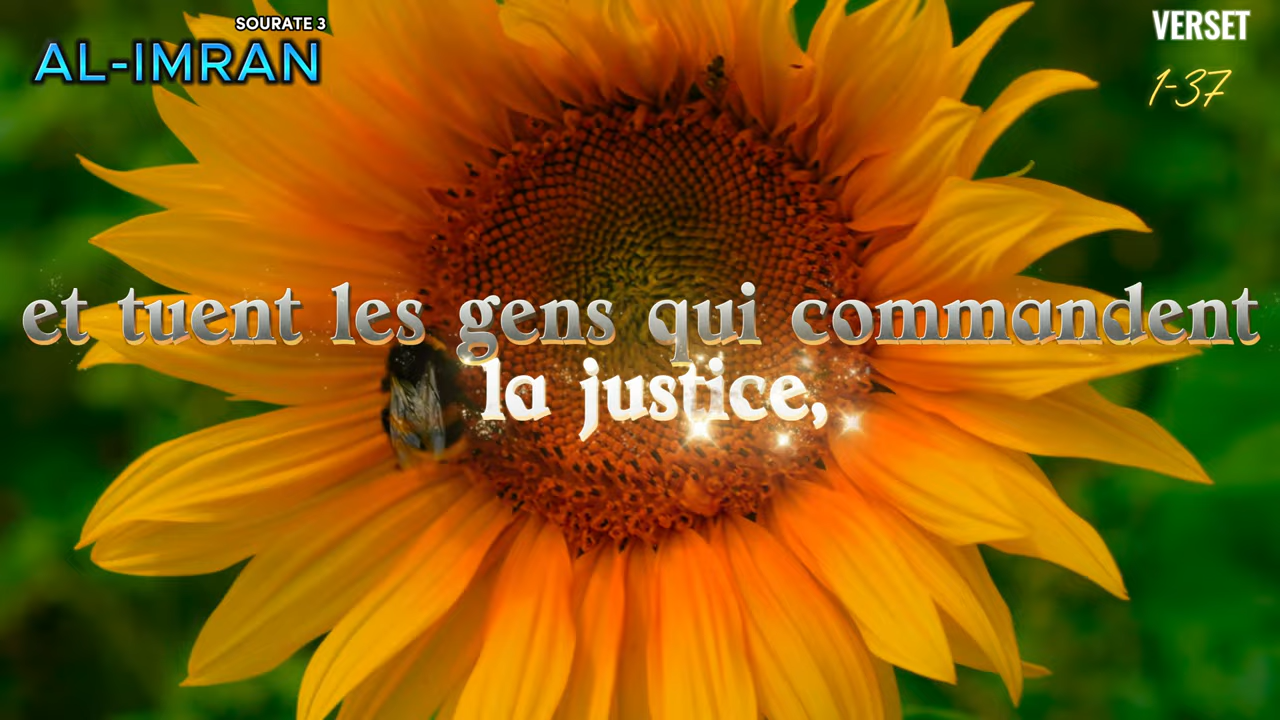 SOURATE 3
AL-IMRAN
VERSET
1-37
et tuent les gens qui commandent
la justice,